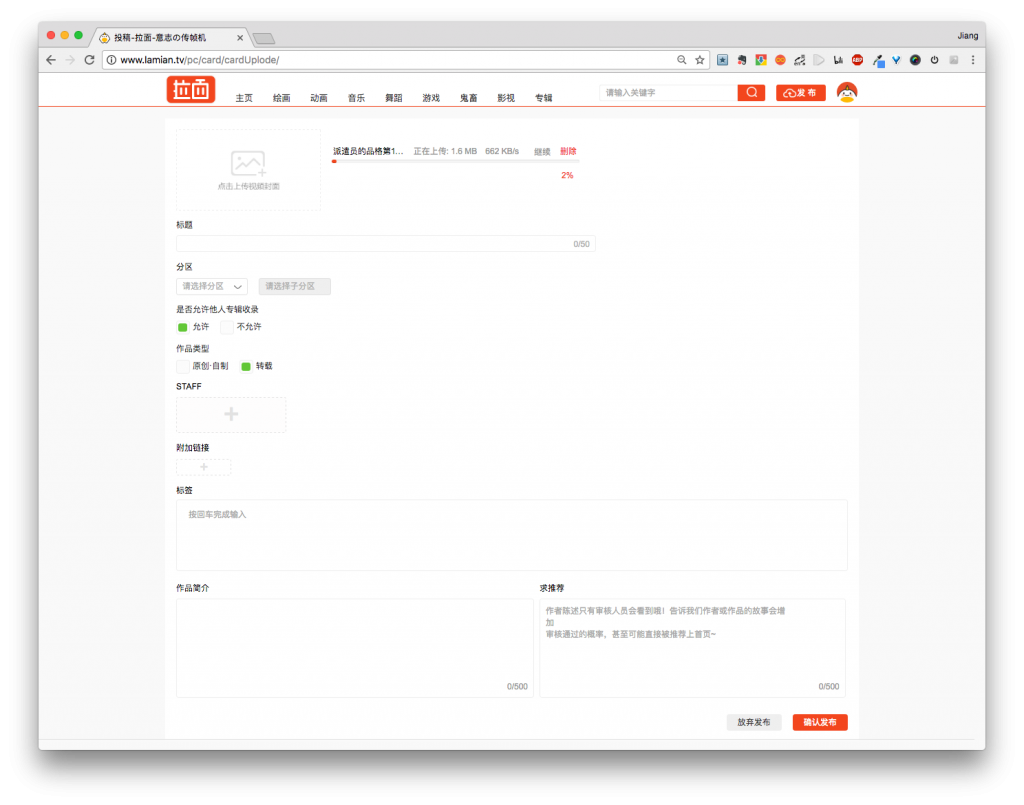 投稿-拉面-意志の传帧机
Jiang
www.lamian.tv/pc/card/cardUplode/
拉面
主页 绘画 动画 音乐 舞蹈 游戏 鬼畜 影视 专辑
请输入关键字
发布
派遣员的品格第1... 正在上传: 1.6 MB 662 KB/s 继续 删除
2%
点击上传视频封面
标题
0/50
分区
请选择分区 请选择子分区
是否允许他人专辑收录
允许 不允许
作品类型
原创-自制 转载
STAFF
附加链接
标签
按回车完成输入
作品简介
0/500
求推荐
作者陈述只有审核人员会看到哦！告诉我们作者或作品的故事会增
加
审核通过的概率，甚至可能直接被推荐上首页~
0/500
放弃发布 确认发布